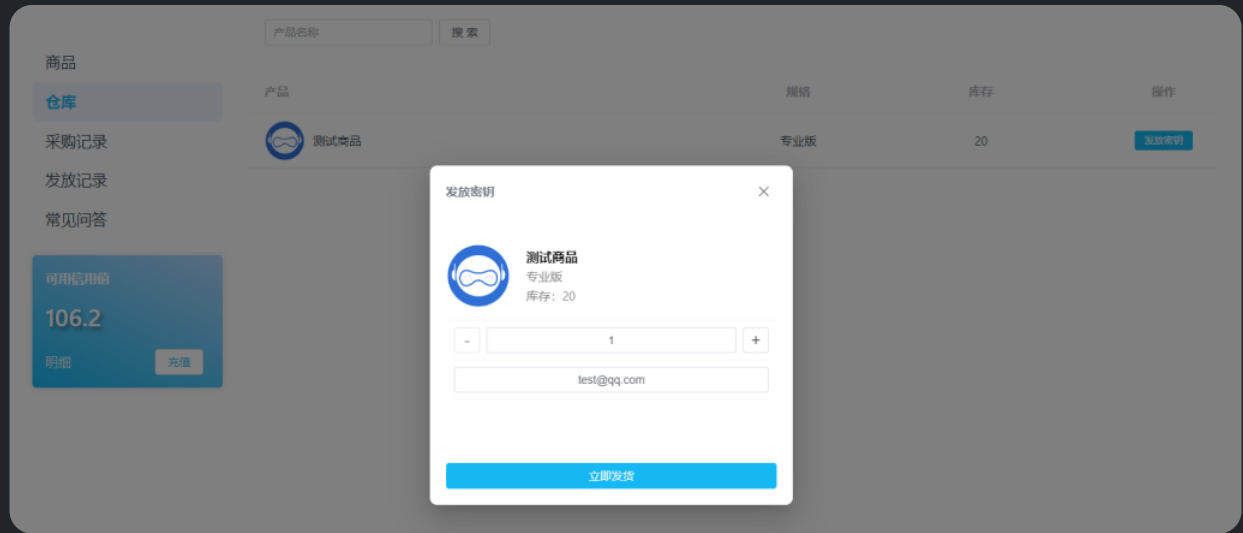 产品名称 搜 索
商品
仓库
采购记录
发放记录
常见问答
可用信用值
106.2
明细 充值
产品 规格 库存 操作
测试商品 专业版 20 发放密钥
发放密钥 ×
测试商品
专业版
库存：20
- 1 +
test@qq.com
立即发货